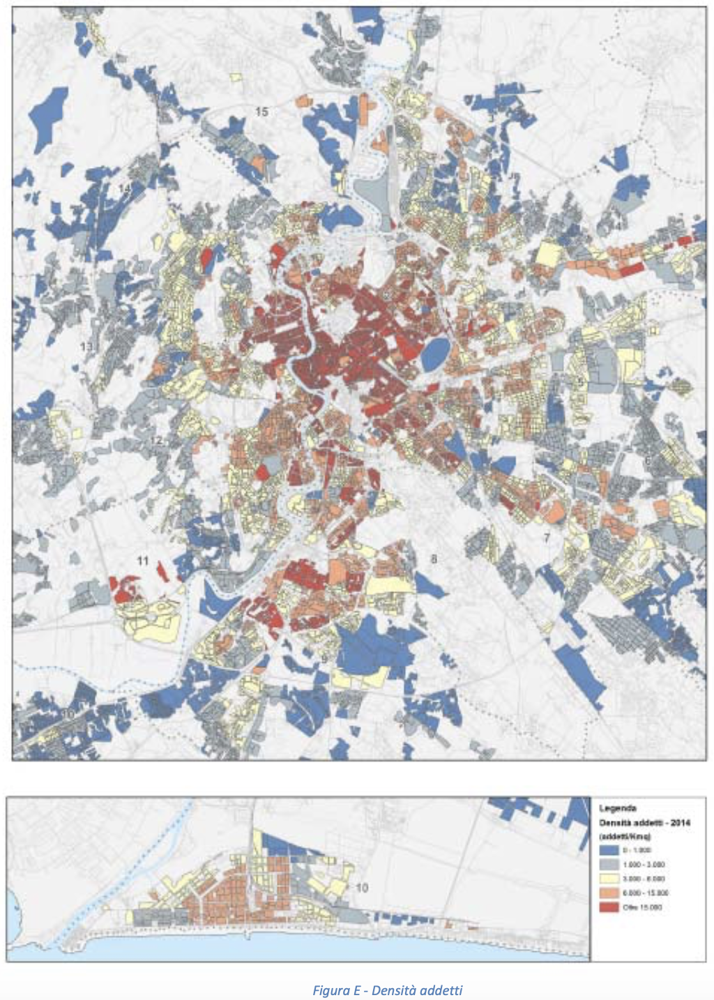 15
3
14
4
2
13
5
12
6
7
11
8
9
10
10
Legenda
Densità addetti - 2014
(addetti/Kmq)
0 - 1.000
1.000 - 3.000
3.000 - 6.000
6.000 - 15.000
Oltre 15.000
Figura E - Densità addetti